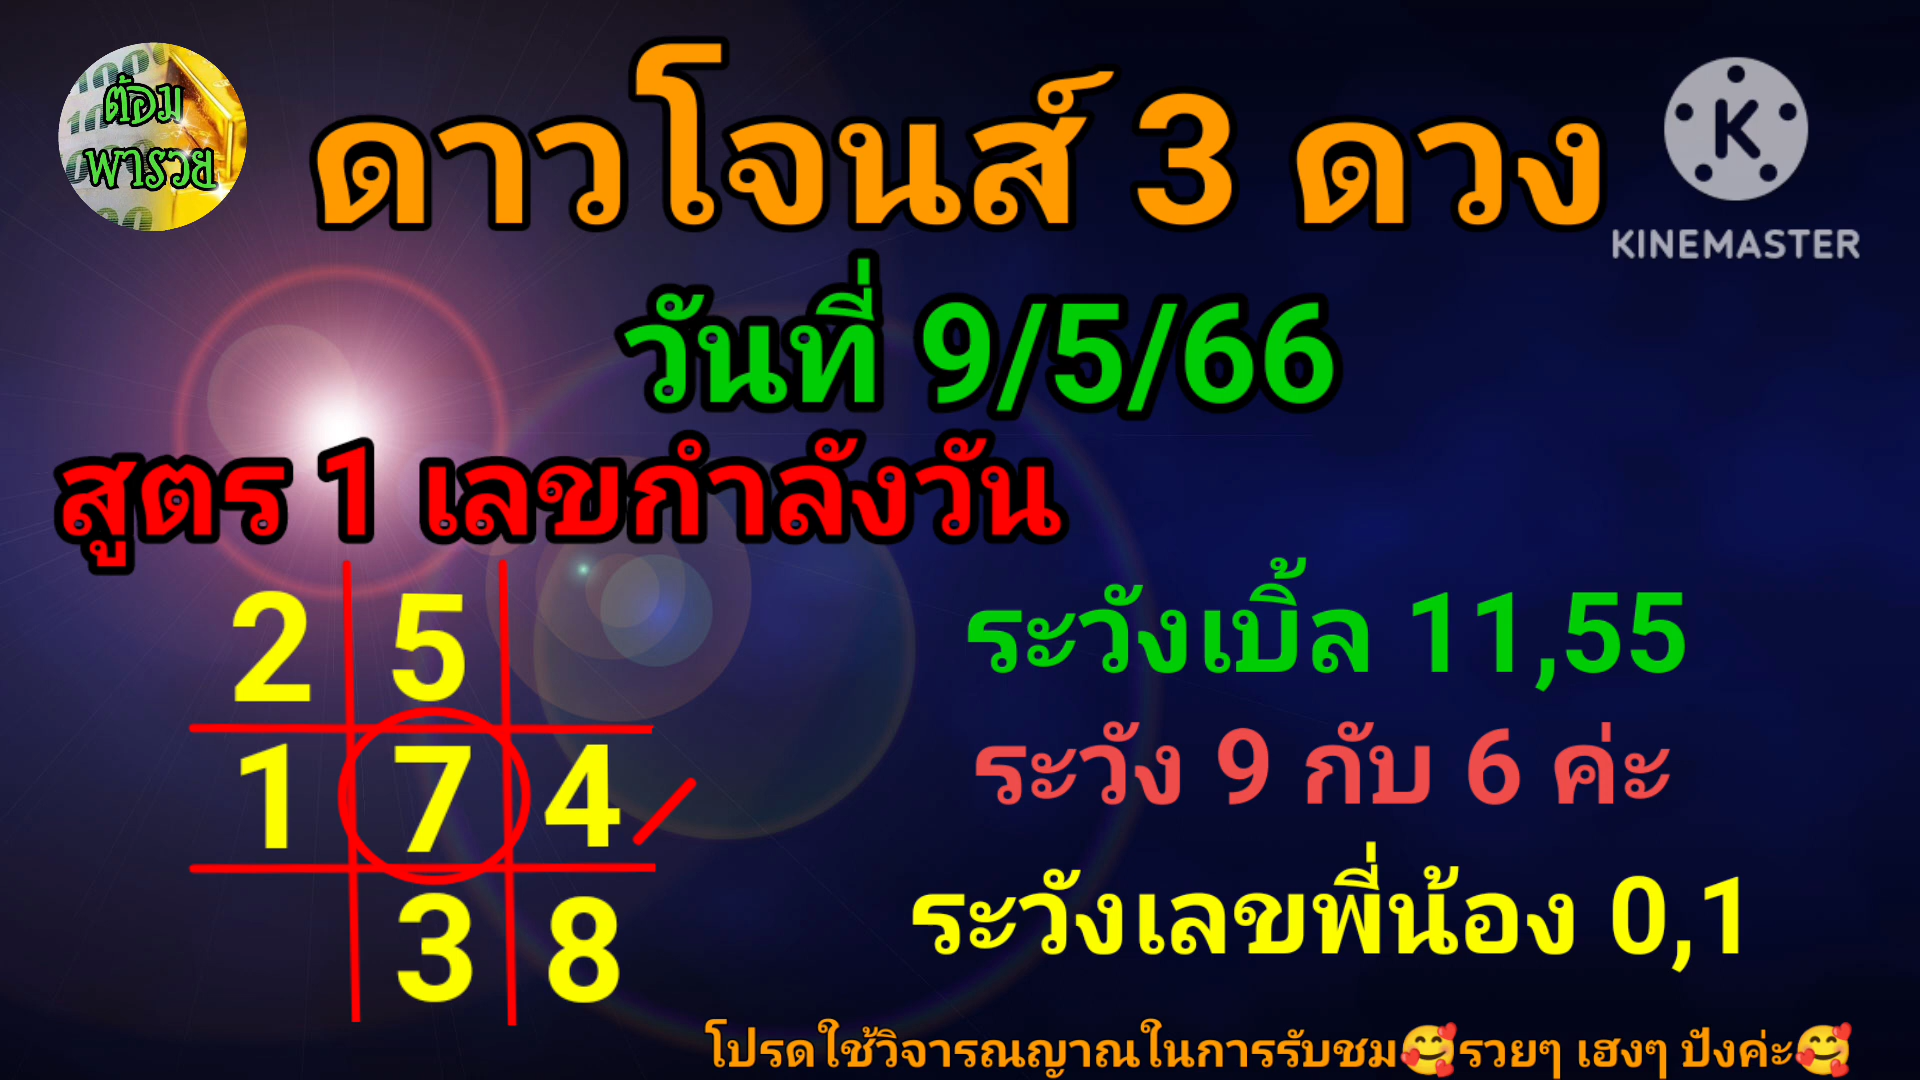 ต้อม
พารวย
ดาวโจนส์ 3 ดวง
KINEMASTER
วันที่ 9/5/66
สูตร 1 เลขกำลังวัน
2 5
1 7 4
3 8
ระวังเบิ้ล 11,55
ระวัง 9 กับ 6 ค่ะ
ระวังเลขพี่น้อง 0,1
โปรดใช้วิจารณญาณในการรับชม🥰รวยๆ เฮงๆ ปังค่ะ🥰